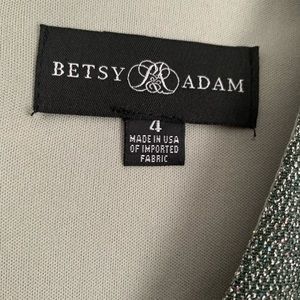 BETSY B&A ADAM
4
MADE IN USA
OF IMPORTED
FABRIC